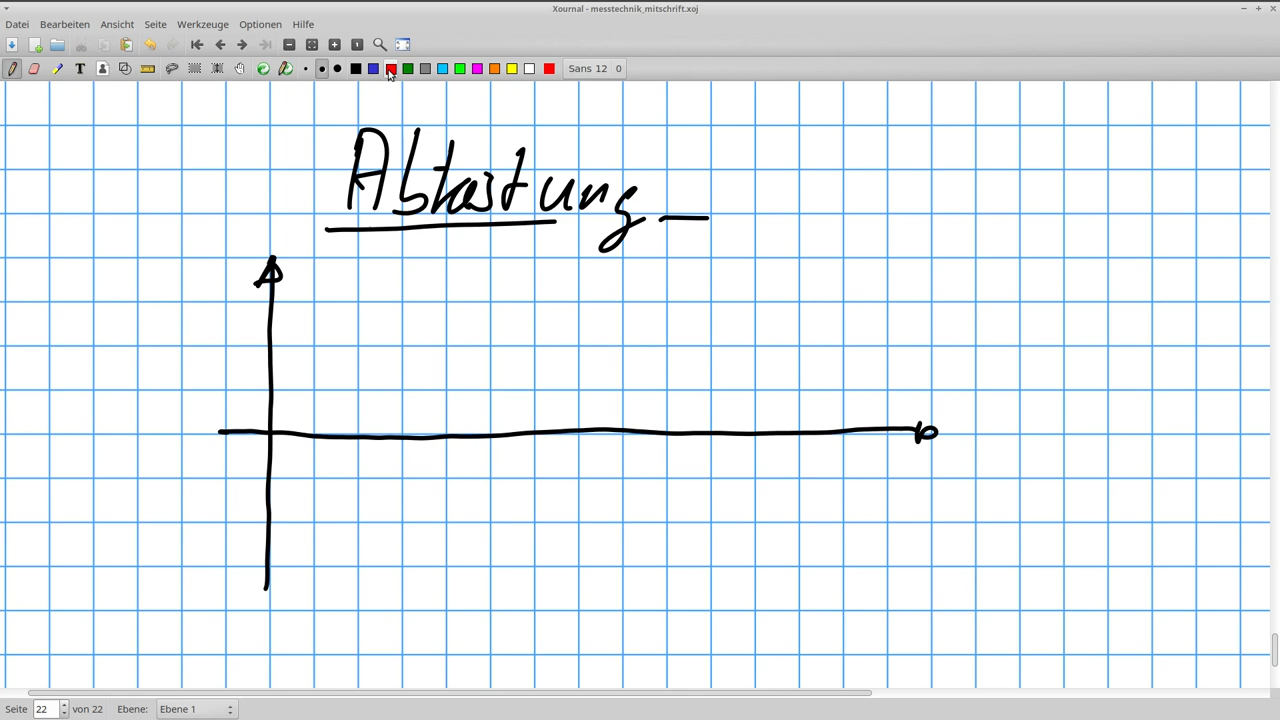 Xournal - messtechnik_mitschrift.xoj
Datei Bearbeiten Ansicht Seite Werkzeuge Optionen Hilfe
1
T Sans 12 0
Abtastung
Seite 22 von 22 Ebene: Ebene 1